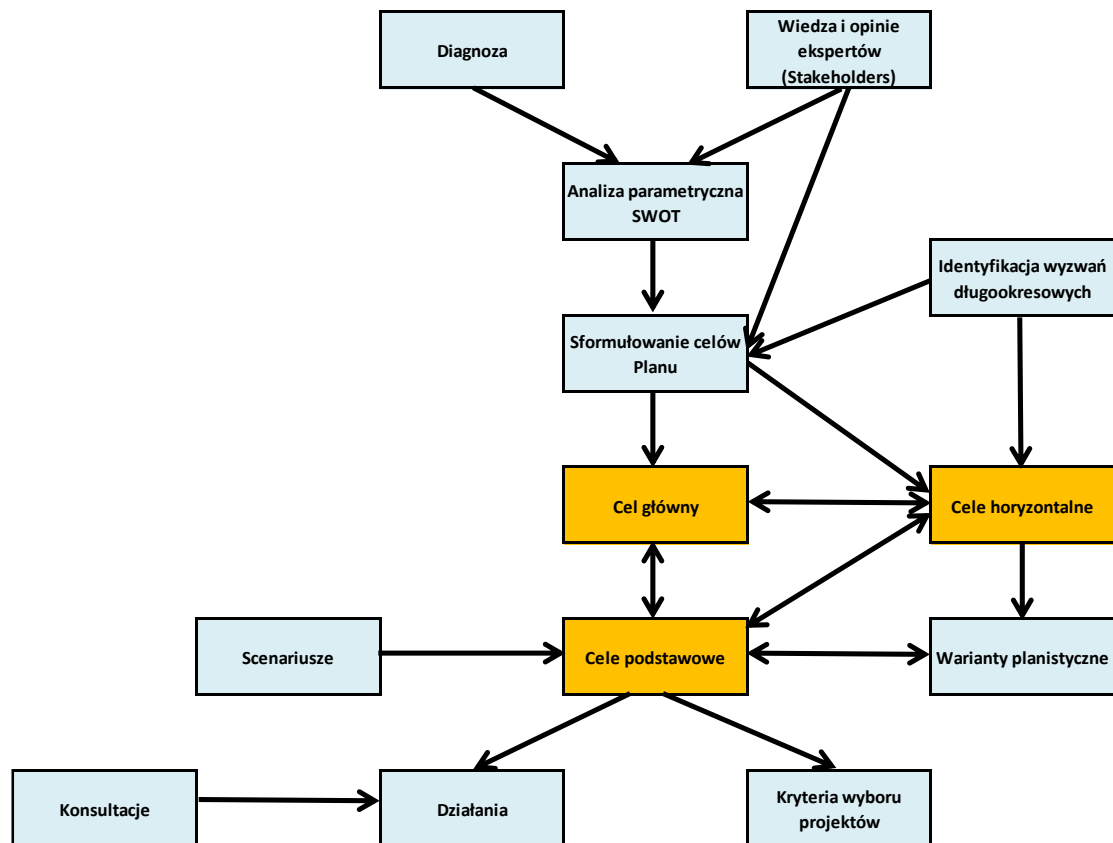 Diagnoza
Wiedza i opinie
ekspertów
(Stakeholders)
Analiza parametryczna
SWOT
Identyfikacja wyzwań
długookresowych
Sformułowanie celów
Planu
Cel główny
Cele horyzontalne
Scenariusze
Cele podstawowe
Warianty planistyczne
Konsultacje
Działania
Kryteria wyboru
projektów